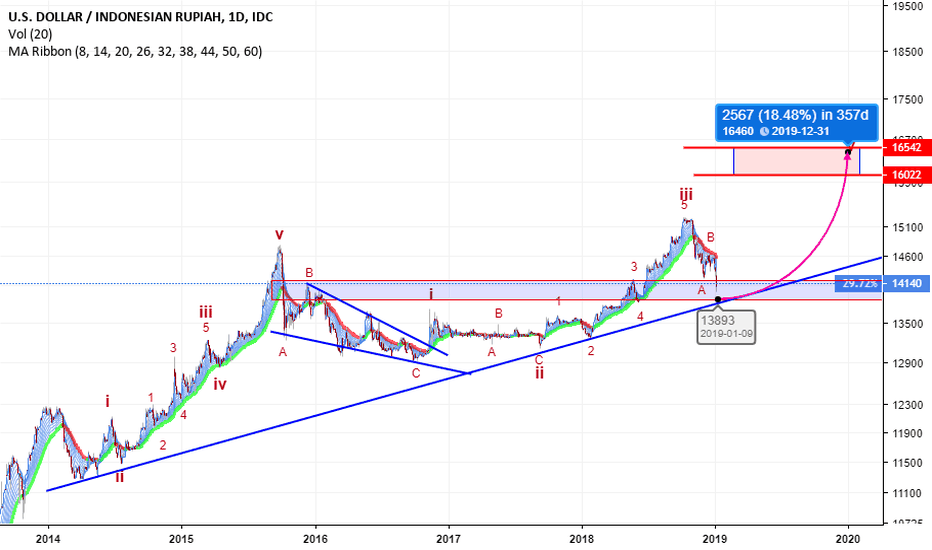 U.S. DOLLAR / INDONESIAN RUPIAH, 1D, IDC
Vol (20)
MA Ribbon (8, 14, 20, 26, 32, 38, 44, 50, 60)
19500
18500
17500
2567 (18.48%) in 357d
16460 2019-12-31
16542
16022
iii
5
15100
v
B
14600
B
3
A
29.72%
14140
i
4
iii
5
1
B
13893
2019-01-09
13500
3
A
A
2
C
ii
C
12900
iv
i
1
4
12300
2
11900
ii
11500
11100
2014
2015
2016
2017
2018
2019
2020